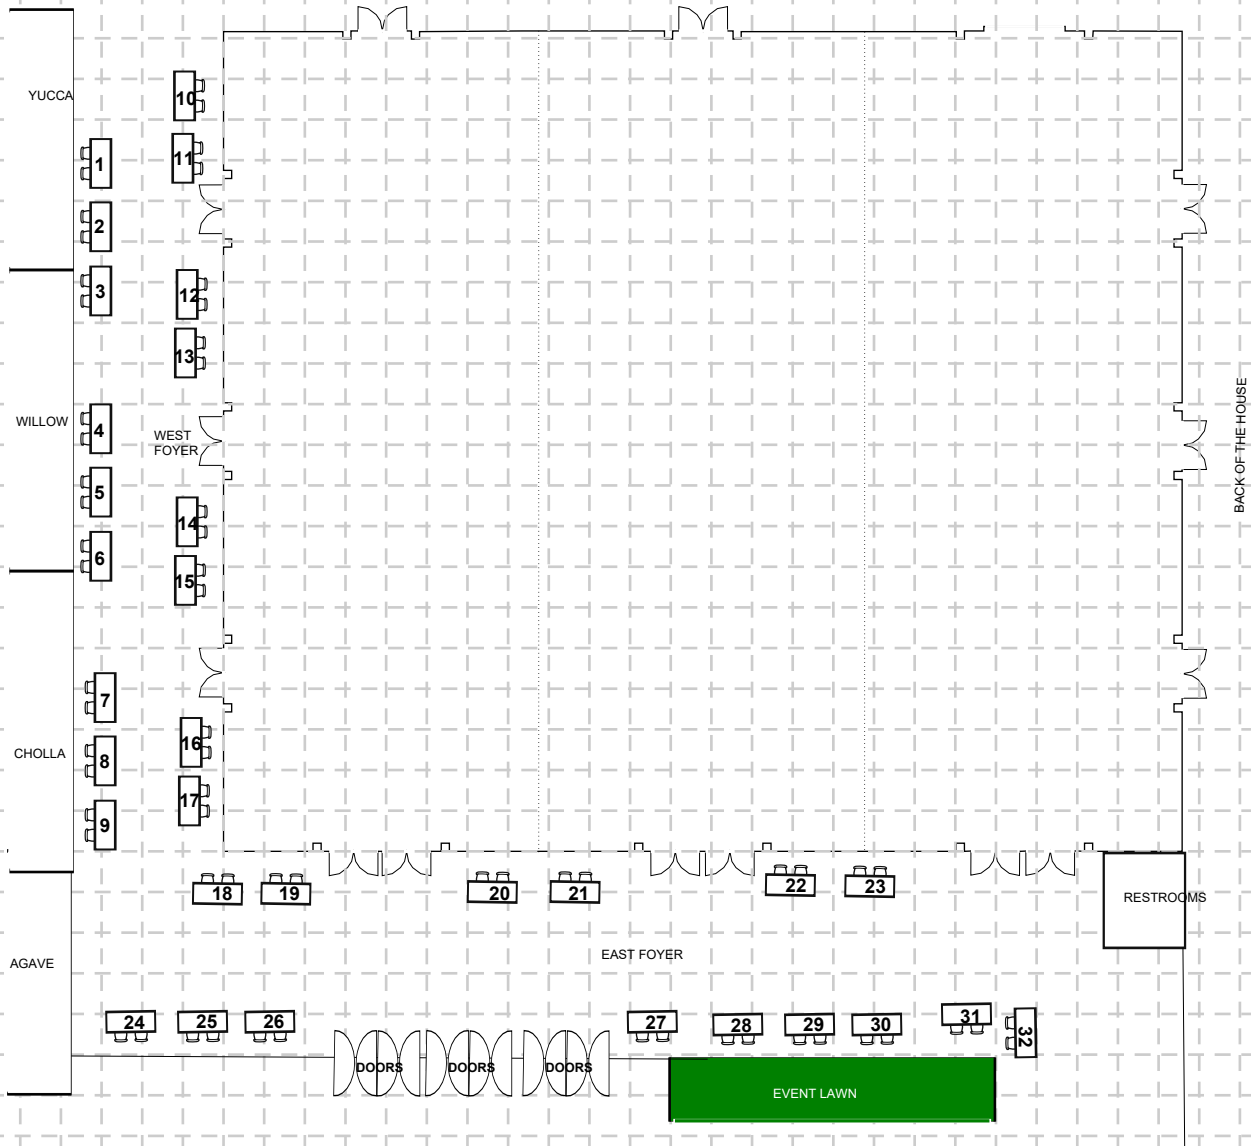 YUCCA
10
11
1
2
3
12
13
WILLOW
4
WEST
FOYER
BACK OF THE HOUSE
5
14
6
15
7
CHOLLA
16
8
17
9
18
19
20
21
22
23
RESTROOMS
EAST FOYER
AGAVE
24
25
26
27
28
29
30
31
32
DOORS
DOORS
DOORS
EVENT LAWN